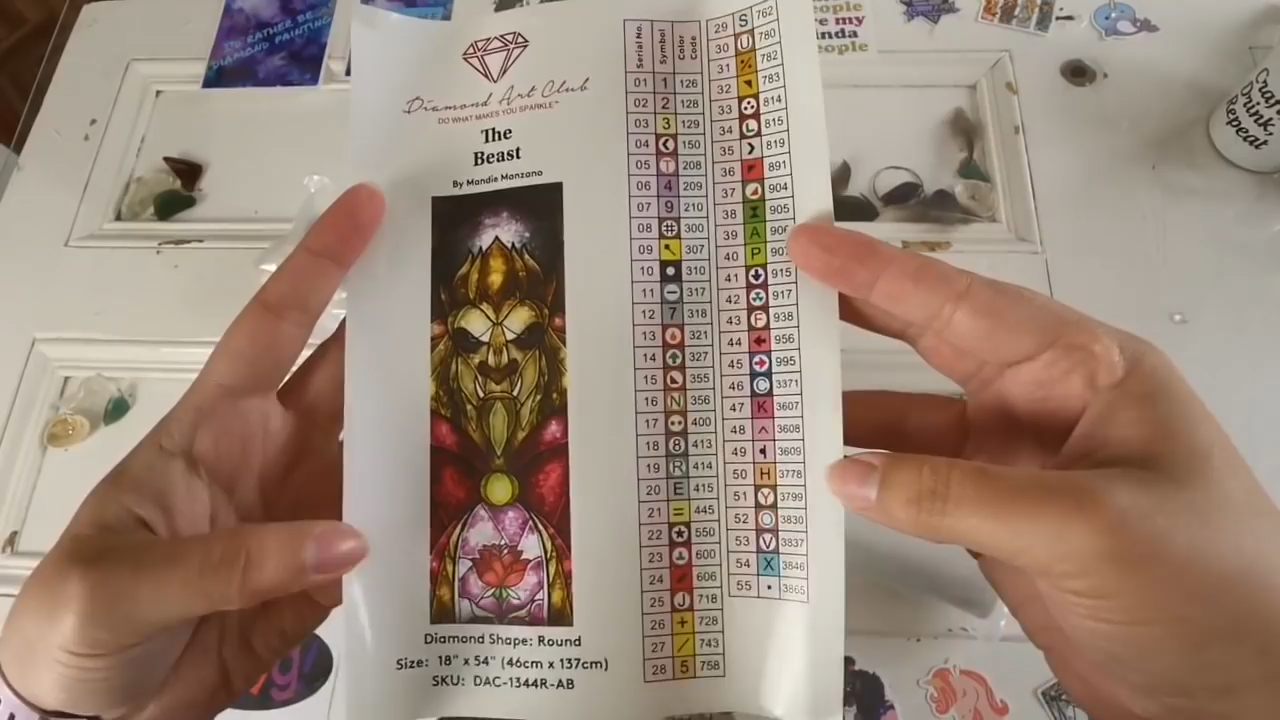 I'D RATHER BE
DIAMOND PAINTING
Diamond Art Club
DO WHAT MAKES YOU SPARKLE™
The
Beast
By Mandie Manzano
Diamond Shape: Round
Size: 18" x 54" (46cm x 137cm)
SKU: DAC-1344R-AB
Serial No. Symbol Color Code
01 1 126
02 2 128
03 3 129
04 150
05 T 208
06 4 209
07 9 210
08 # 300
09 307
10 310
11 317
12 7 318
13 321
14 327
15 355
16 N 356
17 400
18 8 413
19 R 414
20 E 415
21 = 445
22 ★ 550
23 600
24 606
25 J 718
26 + 728
27 / 743
28 5 758
29 S 762
30 U 780
31 782
32 783
33 814
34 L 815
35 819
36 891
37 904
38 905
39 A 906
40 P 907
41 915
42 917
43 F 938
44 956
45 995
46 C 3371
47 K 3607
48 ^ 3608
49 3609
50 H 3778
51 Y 3799
52 O 3830
53 V 3837
54 X 3846
55 • 3865
people
are my
kinda
people
Craft,
Drink,
Repeat